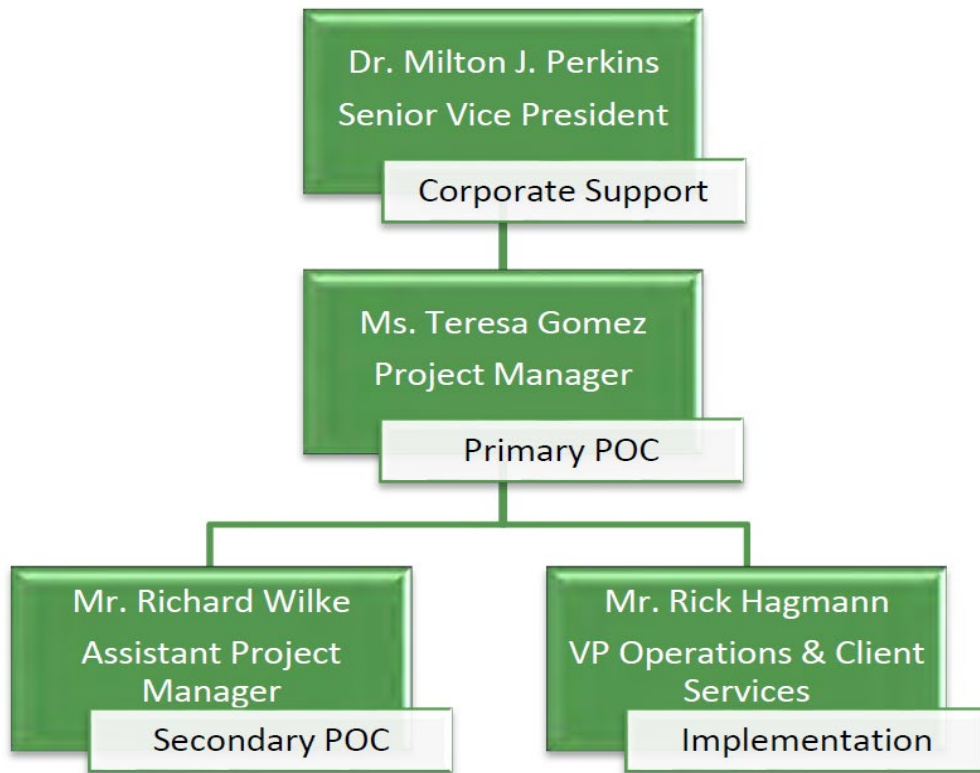 Dr. Milton J. Perkins
Senior Vice President
Corporate Support
Ms. Teresa Gomez
Project Manager
Primary POC
Mr. Richard Wilke
Assistant Project
Manager
Secondary POC
Mr. Rick Hagmann
VP Operations & Client
Services
Implementation